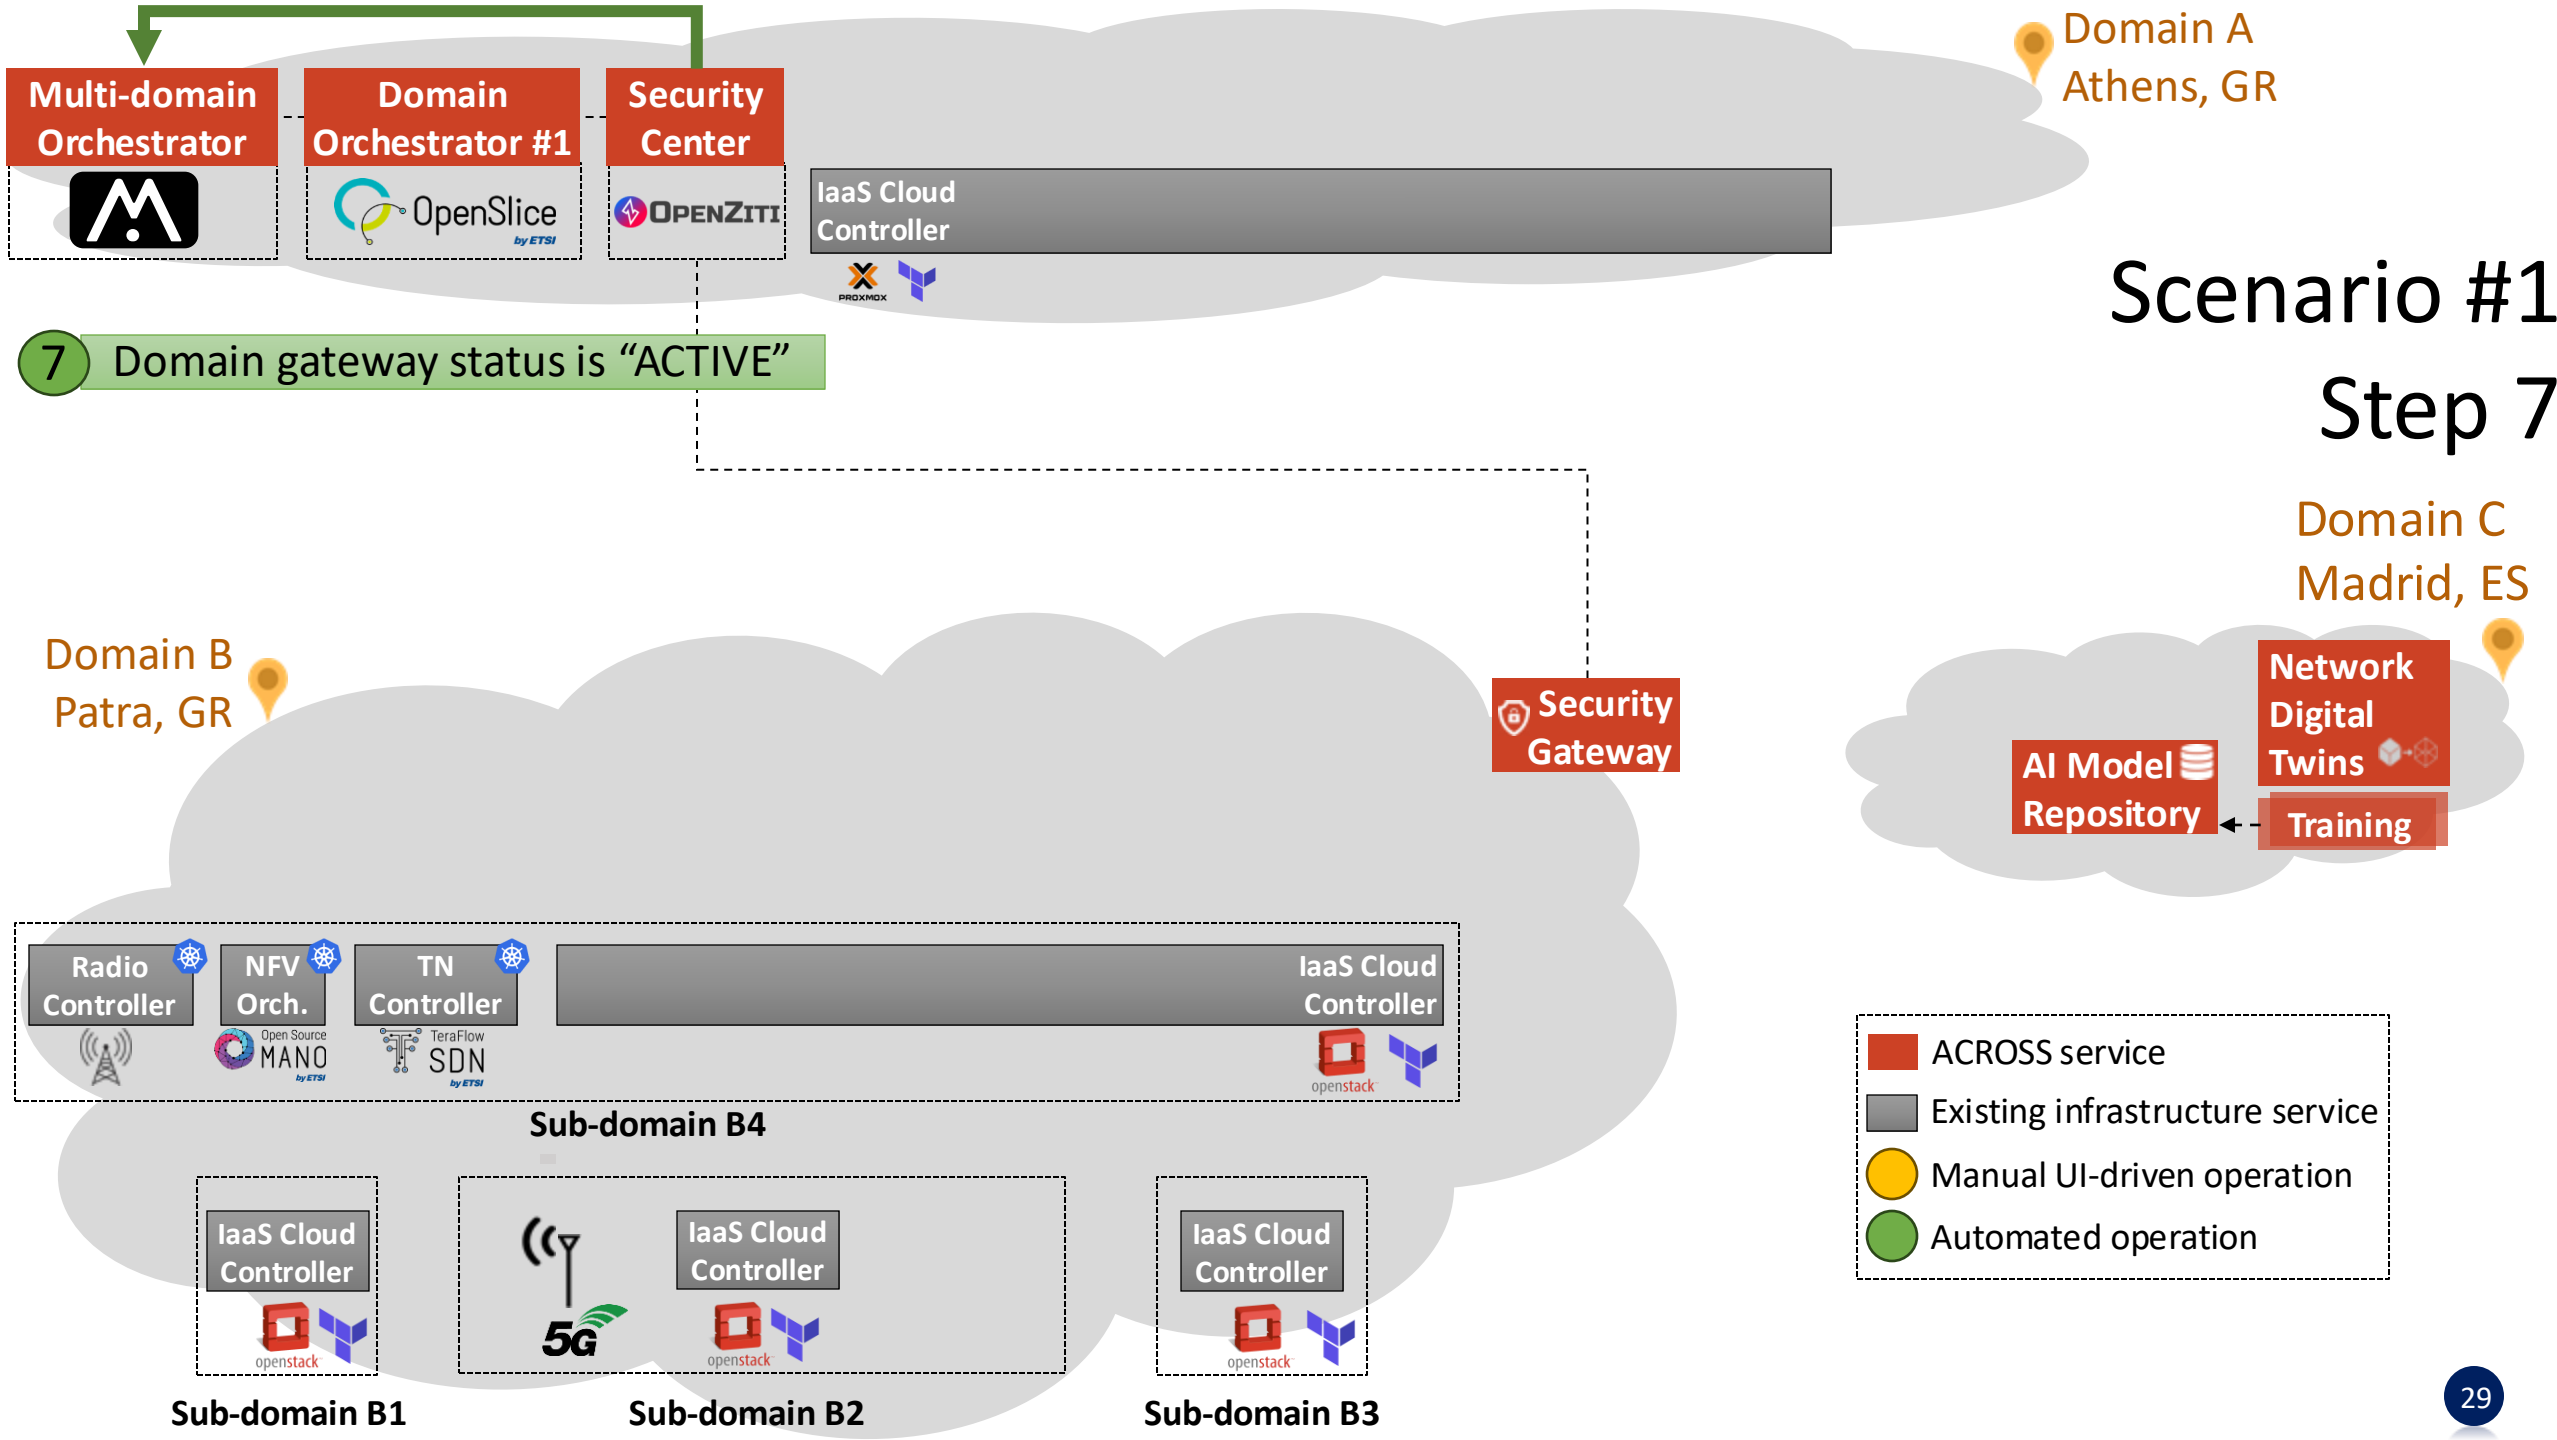 Domain A
Athens, GR
Multi-domain
Orchestrator
Domain
Orchestrator #1
Security
Center
OpenSlice
by ETSI
OPENZITI
IaaS Cloud
Controller
PROXMOX
Scenario #1
Step 7
7
Domain gateway status is “ACTIVE”
Domain C
Madrid, ES
Domain B
Patra, GR
Security
Gateway
Network
Digital
Twins
AI Model
Repository
Training
Radio
Controller
NFV
Orch.
TN
Controller
IaaS Cloud
Controller
Open Source
MANO
by ETSI
TeraFlow
SDN
by ETSI
openstack
Sub-domain B4
ACROSS service
Existing infrastructure service
Manual UI-driven operation
Automated operation
IaaS Cloud
Controller
openstack
5G
IaaS Cloud
Controller
openstack
IaaS Cloud
Controller
openstack
Sub-domain B1
Sub-domain B2
Sub-domain B3
29